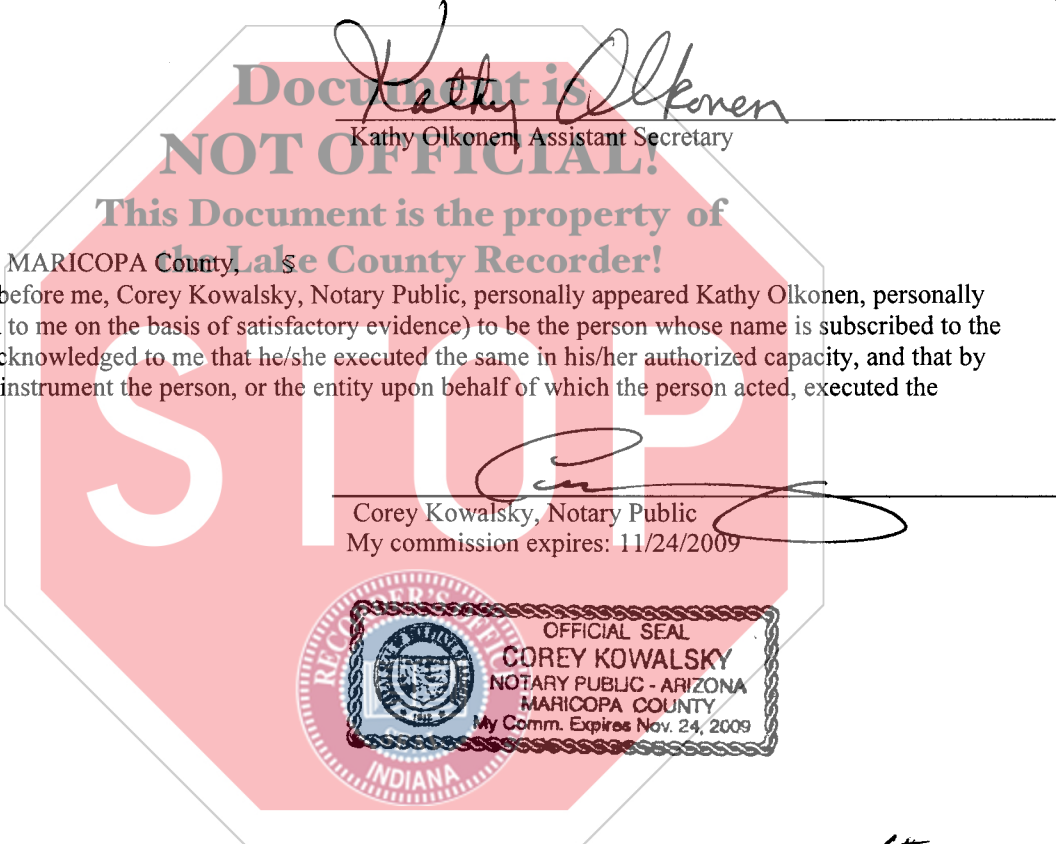 Kathy Olkonen
Document is
Kathy Olkonen, Assistant Secretary
NOT OFFICIAL!
This Document is the property of
the Lake County Recorder!
MARICOPA County, §
before me, Corey Kowalsky, Notary Public, personally appeared Kathy Olkonen, personally
to me on the basis of satisfactory evidence) to be the person whose name is subscribed to the
cknowledged to me that he/she executed the same in his/her authorized capacity, and that by
instrument the person, or the entity upon behalf of which the person acted, executed the
STOP
Corey Kowalsky, Notary Public
My commission expires: 11/24/2009
RECORDER'S OFFICE
INDIANA
OFFICIAL SEAL
COREY KOWALSKY
NOTARY PUBLIC - ARIZONA
MARICOPA COUNTY
My Comm. Expires Nov. 24, 2009
1912